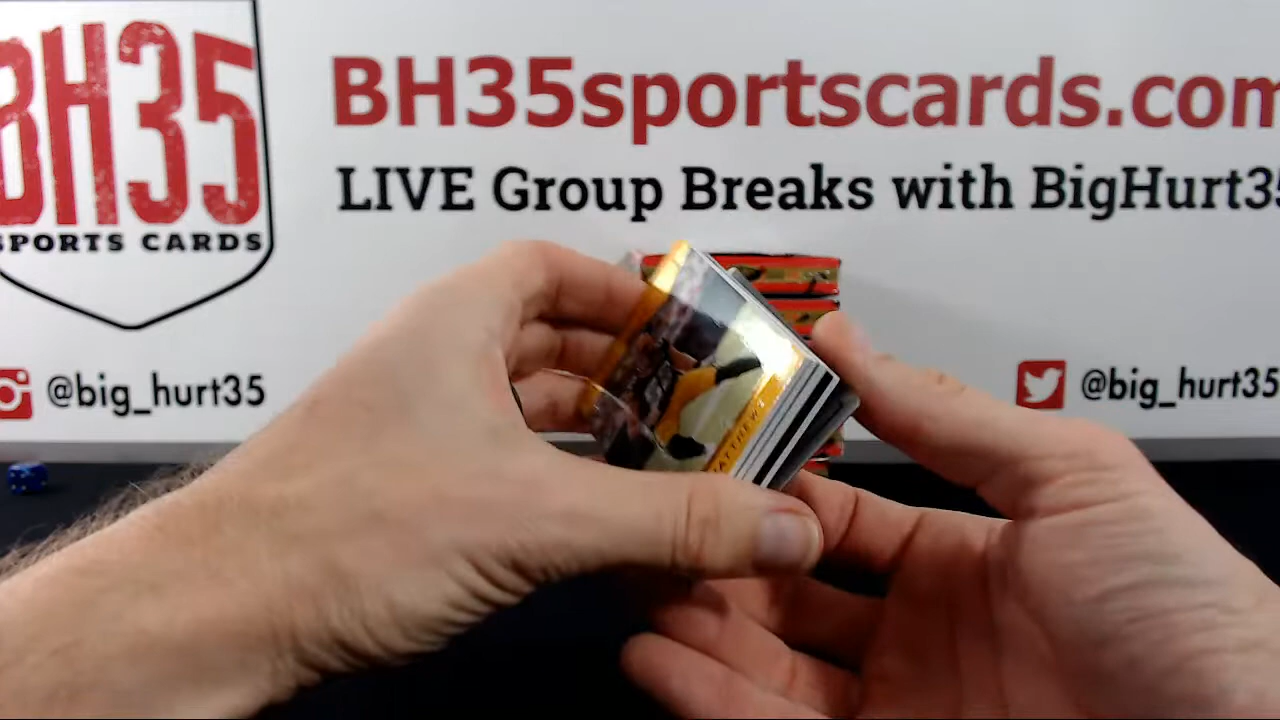 BH35
SPORTS CARDS
BH35sportscards.com
LIVE Group Breaks with BigHurt35
@big_hurt35
@big_hurt35